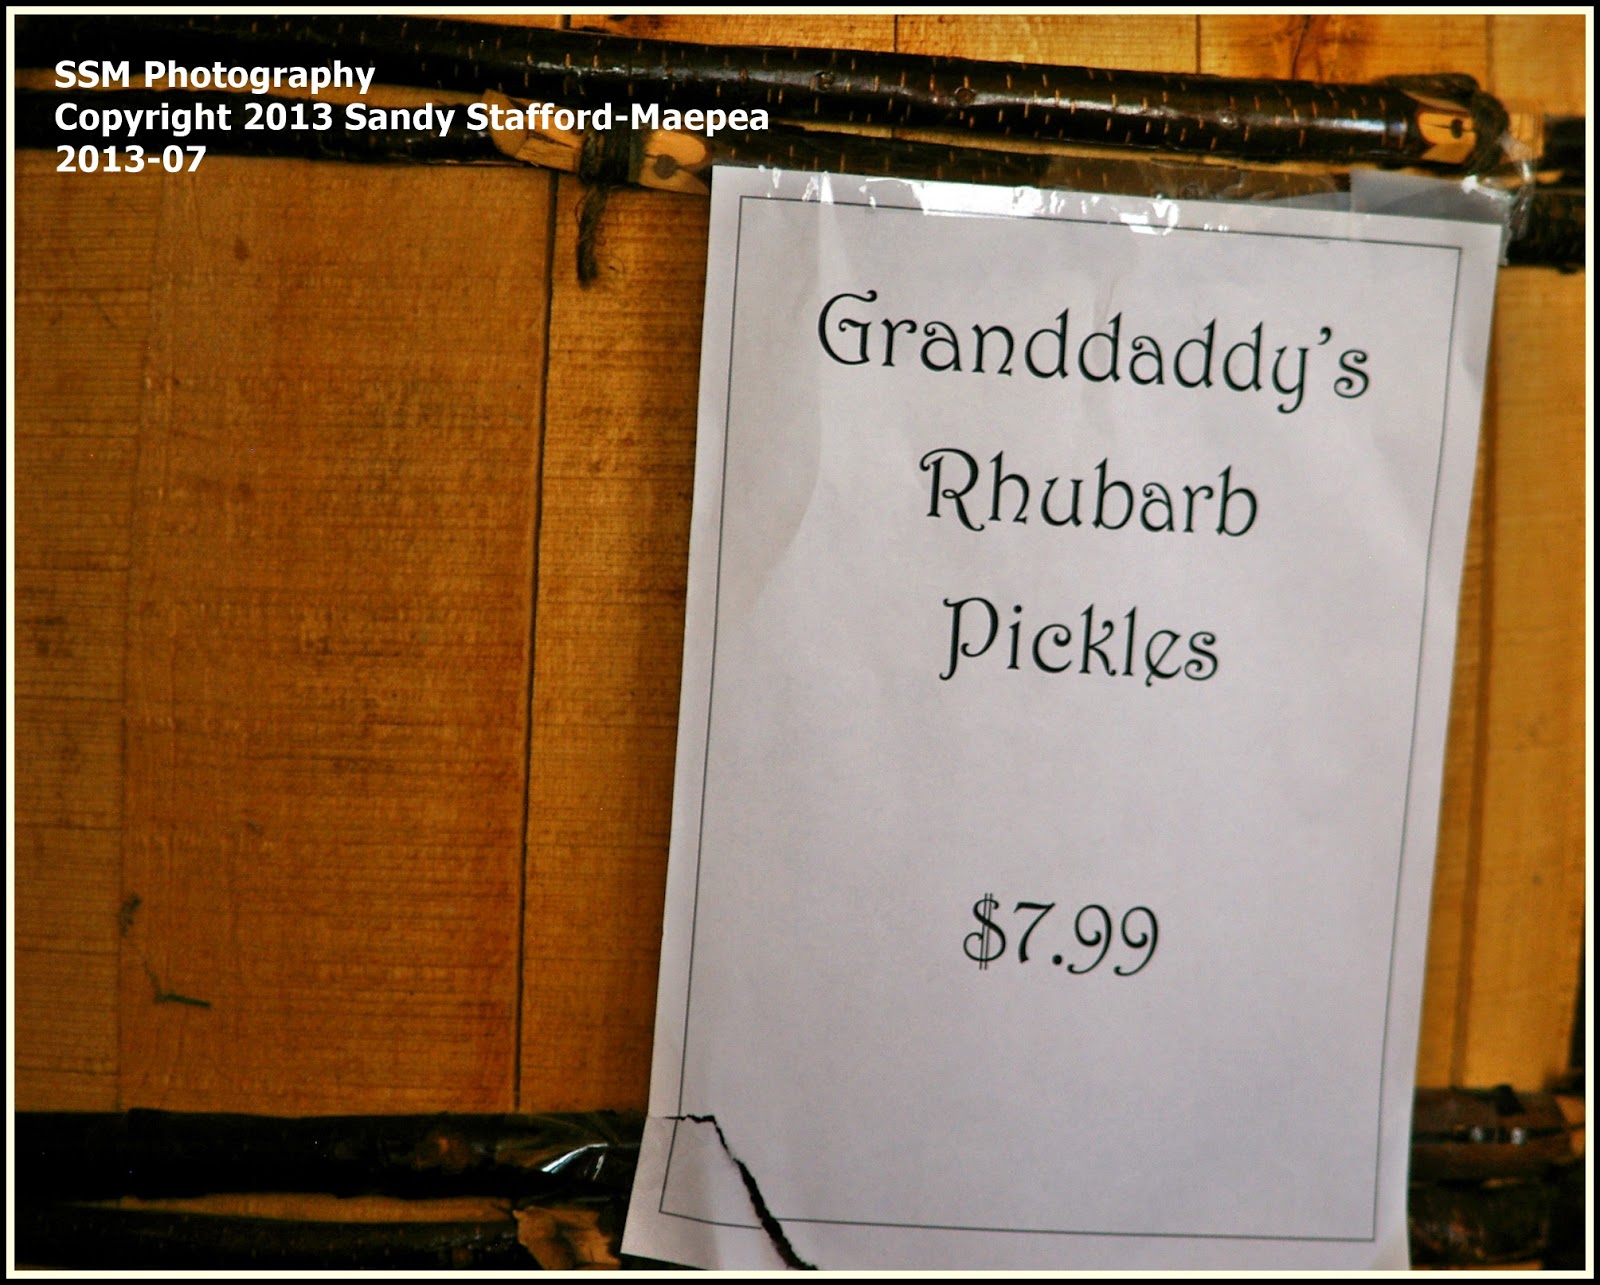 SSM Photography
Copyright 2013 Sandy Stafford-Maepea
2013-07
Granddaddy's
Rhubarb
Pickles
$7.99